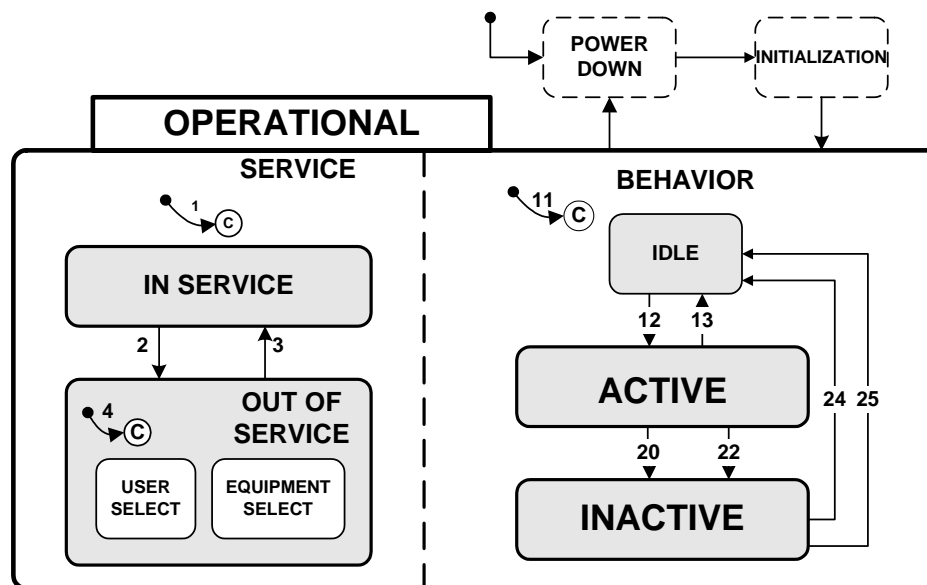 POWER
DOWN
INITIALIZATION
OPERATIONAL
SERVICE
BEHAVIOR
1
C
11
C
IN SERVICE
IDLE
2
3
12
13
4
C
OUT OF
SERVICE
ACTIVE
24
25
USER
SELECT
EQUIPMENT
SELECT
20
22
INACTIVE